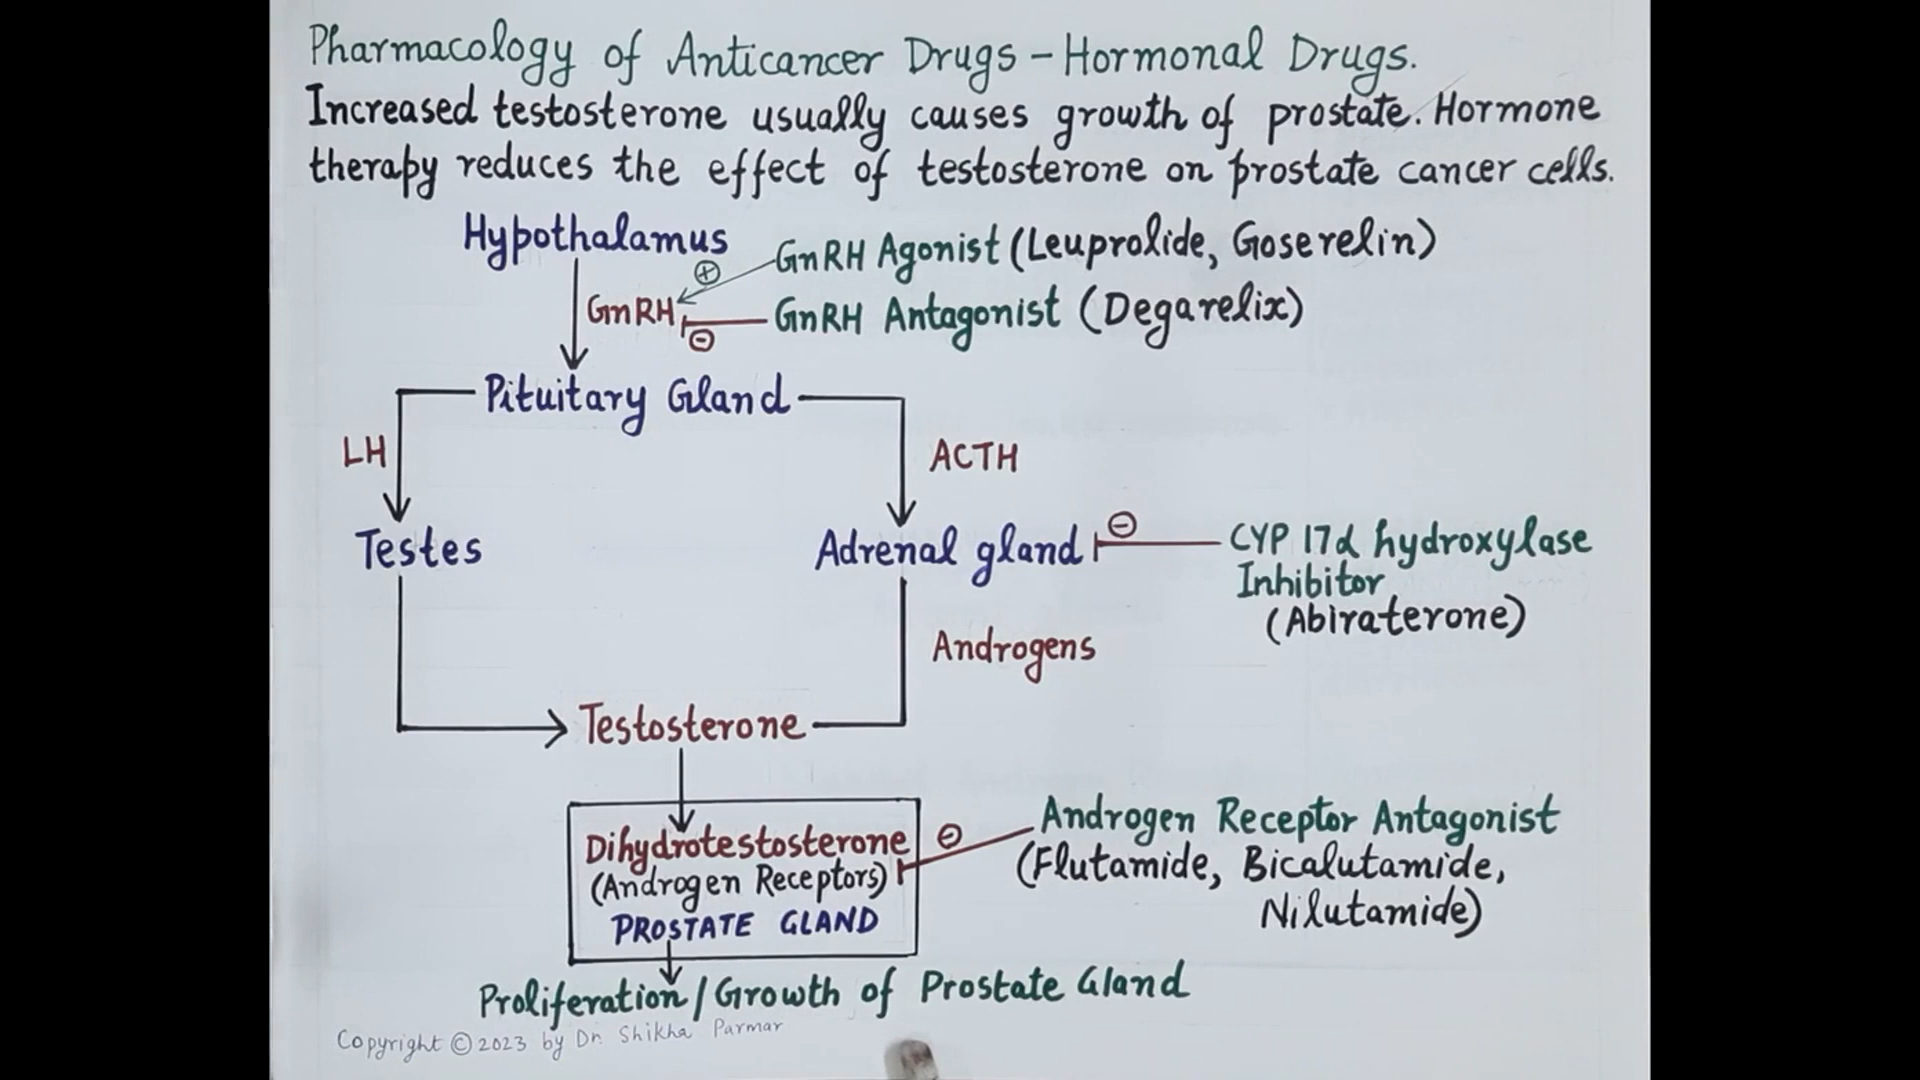 Pharmacology of Anticancer Drugs - Hormonal Drugs.
Increased testosterone usually causes growth of prostate. Hormone
therapy reduces the effect of testosterone on prostate cancer cells.
Hypothalamus
⊕
GnRH Agonist (Leuprolide, Goserelin)
GnRH
⊖
GnRH Antagonist (Degarelix)
Pituitary Gland
LH
ACTH
Testes
Adrenal gland
⊖
CYP 17α hydroxylase
Inhibitor
(Abiraterone)
Androgens
Testosterone
Dihydrotestosterone
(Androgen Receptors)
PROSTATE GLAND
⊖
Androgen Receptor Antagonist
(Flutamide, Bicalutamide,
Nilutamide)
Proliferation/Growth of Prostate Gland
Copyright © 2023 by Dr. Shikha Parmar